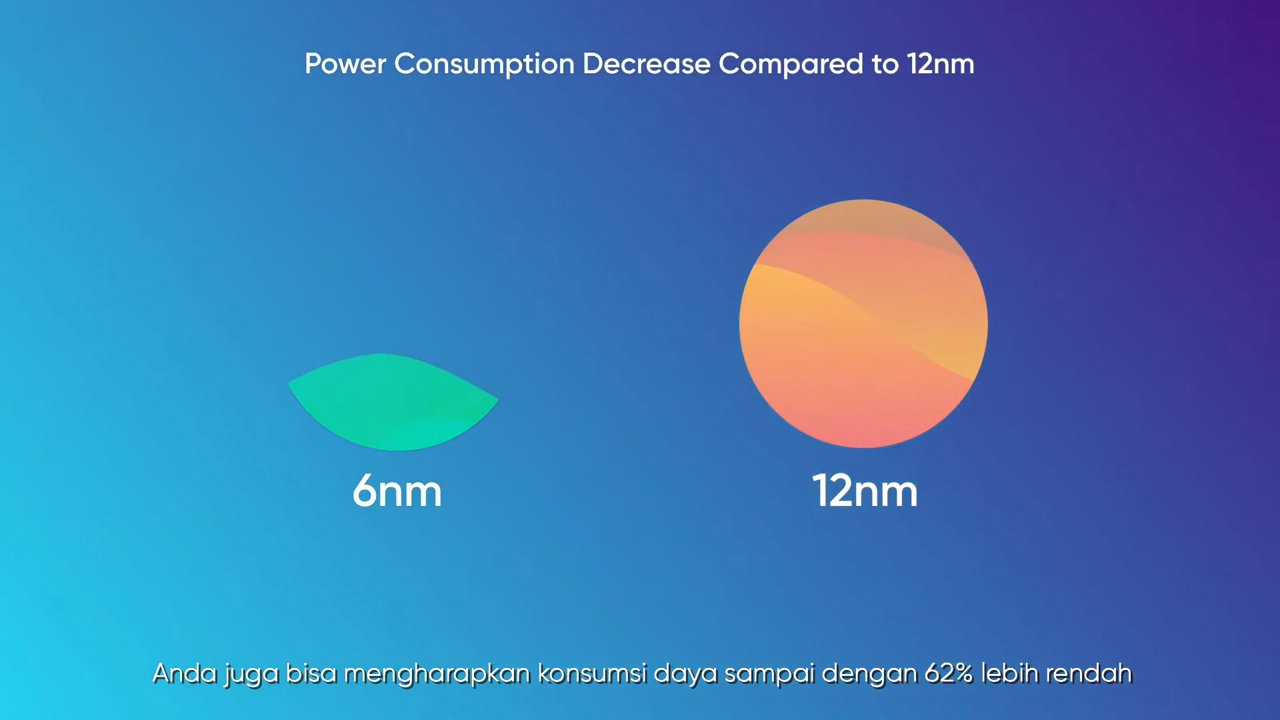 Power Consumption Decrease Compared to 12nm
6nm
12nm
Anda juga bisa mengharapkan konsumsi daya sampai dengan 62% lebih rendah